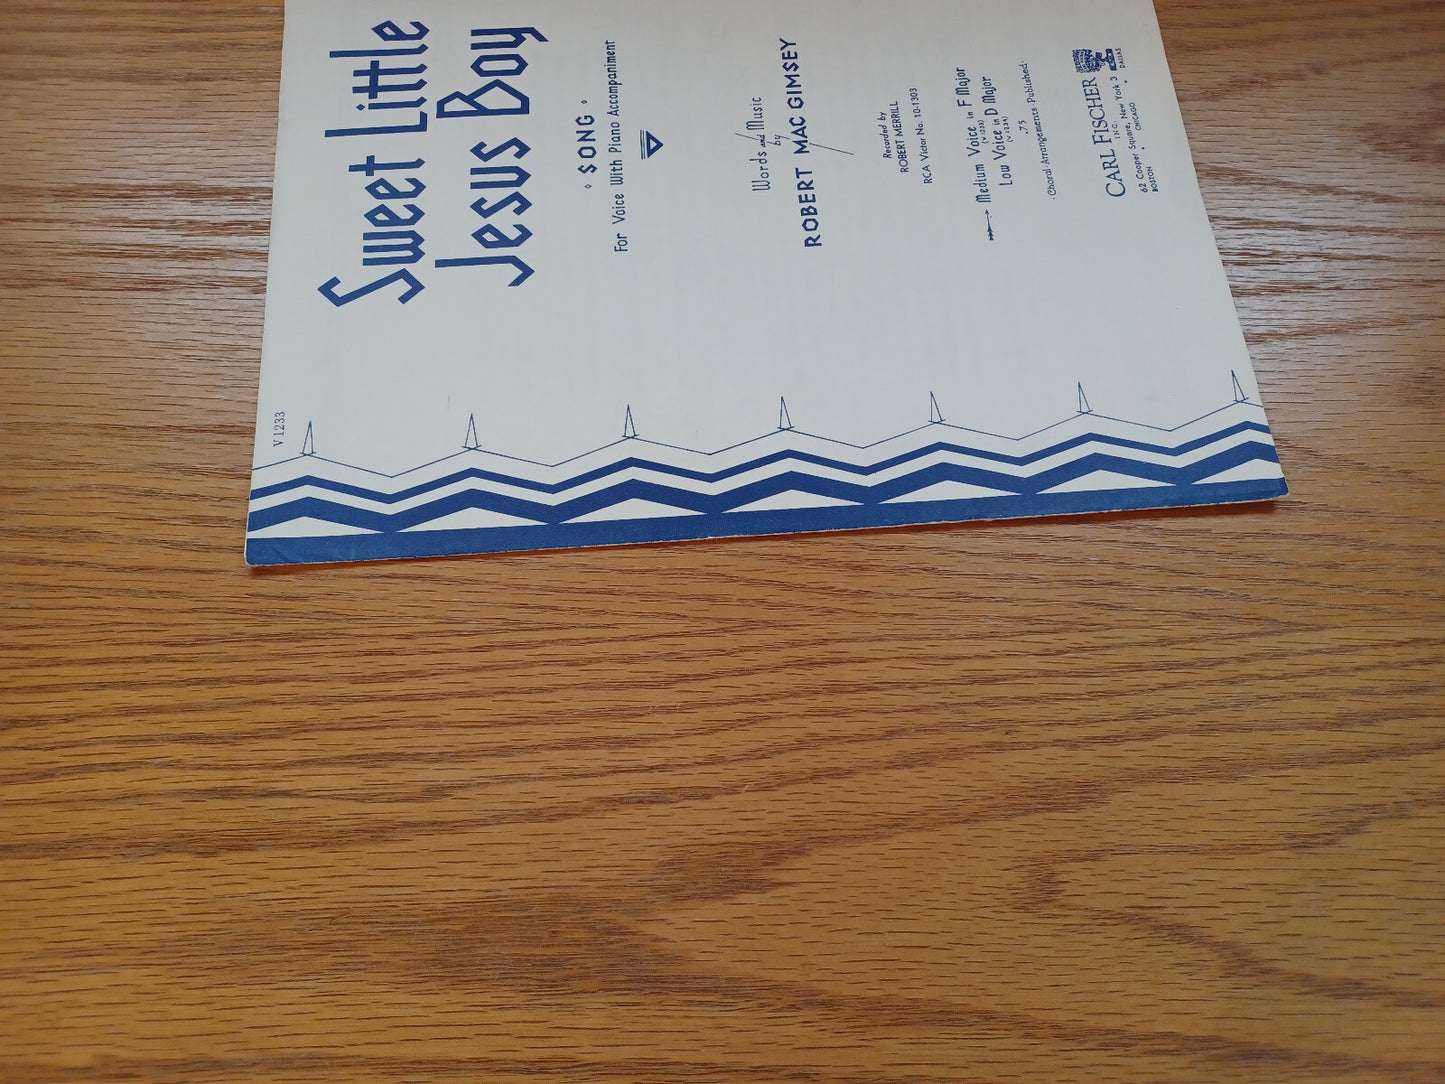 V 1233
Sweet Little
Jesus Boy
SONG
For Voice With Piano Accompaniment
Words and Music
by
ROBERT MAC GIMSEY
Recorded by
ROBERT MERRILL
RCA Victor No. 10-1303
Medium Voice in F Major
(V 1233)
Low Voice in D Major
(V 1234)
.75
·Choral Arrangements Published·
CARL FISCHER
INC.
62 Cooper Square, New York 3
BOSTON • CHICAGO • DALLAS